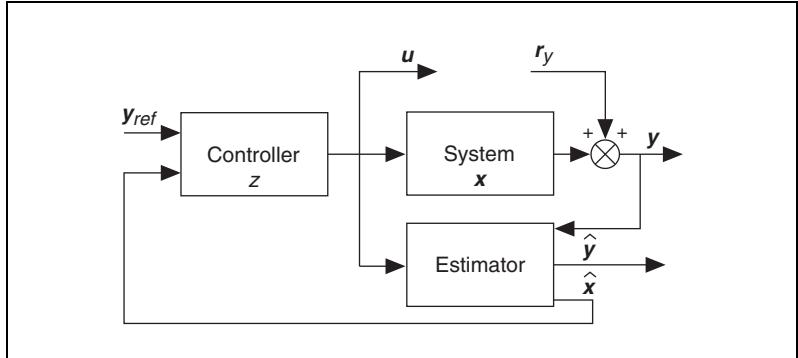 u
r_y
y_ref
Controller
z
System
x
+ +
y
Estimator
ŷ
x̂